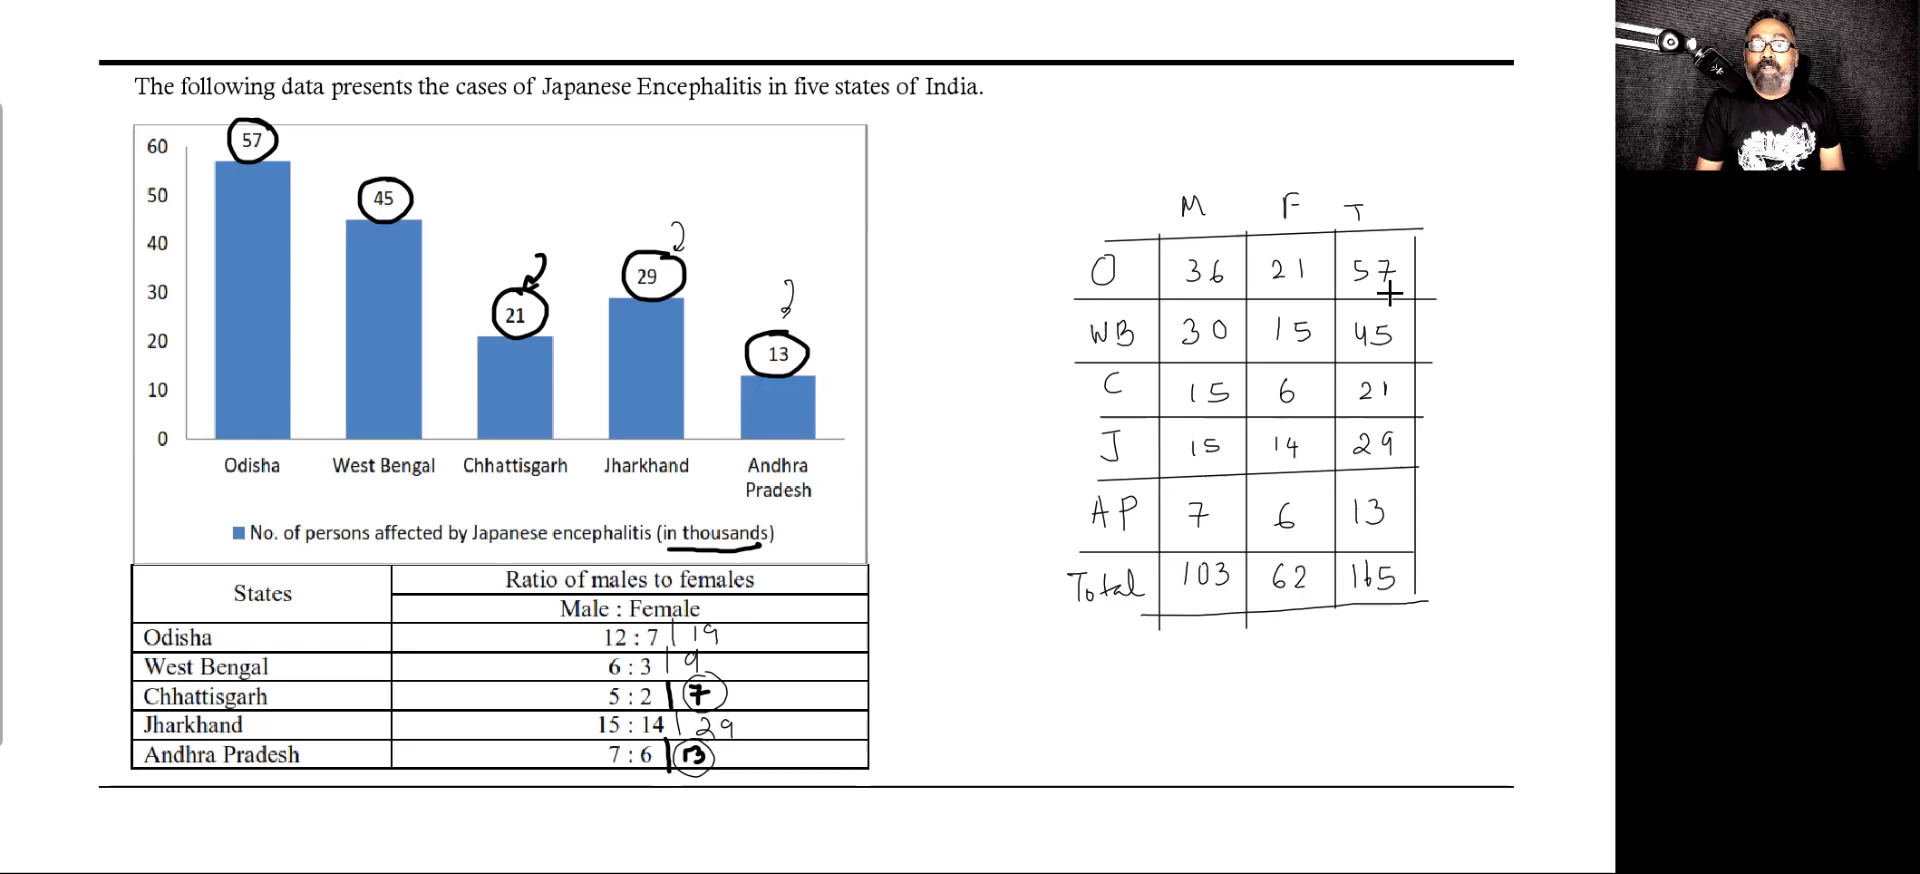 The following data presents the cases of Japanese Encephalitis in five states of India.
60
50
40
30
20
10
0
57
45
21
29
13
Odisha
West Bengal
Chhattisgarh
Jharkhand
Andhra
Pradesh
No. of persons affected by Japanese encephalitis (in thousands)
States
Ratio of males to females
Male : Female
Odisha 12 : 7 | 19
West Bengal 6 : 3 | 9
Chhattisgarh 5 : 2 | 7
Jharkhand 15 : 14 | 29
Andhra Pradesh 7 : 6 | 13
M F T
O 36 21 57
WB 30 15 45
C 15 6 21
J 15 14 29
AP 7 6 13
Total 103 62 165